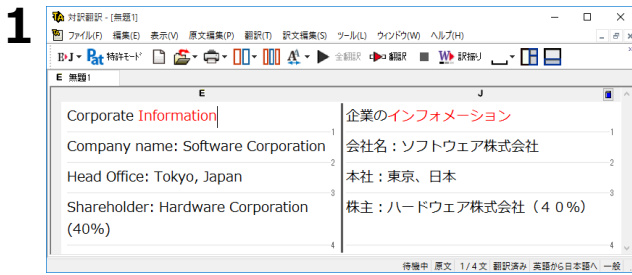 1
対訳翻訳 - [無題1]
ファイル(F) 編集(E) 表示(V) 原文編集(P) 翻訳(T) 訳文編集(S) ツール(L) ウィンドウ(W) ヘルプ(H)
E›J Pat 特許モード A 全翻訳 翻訳 W 訳振り
E 無題1
E J
Corporate Information 企業のインフォメーション
1 1
Company name: Software Corporation 会社名：ソフトウェア株式会社
2 2
Head Office: Tokyo, Japan 本社：東京、日本
3 3
Shareholder: Hardware Corporation 株主：ハードウェア株式会社（４０％）
(40%)
4 4
待機中 原文 1/4文 翻訳済み 英語から日本語へ 一般